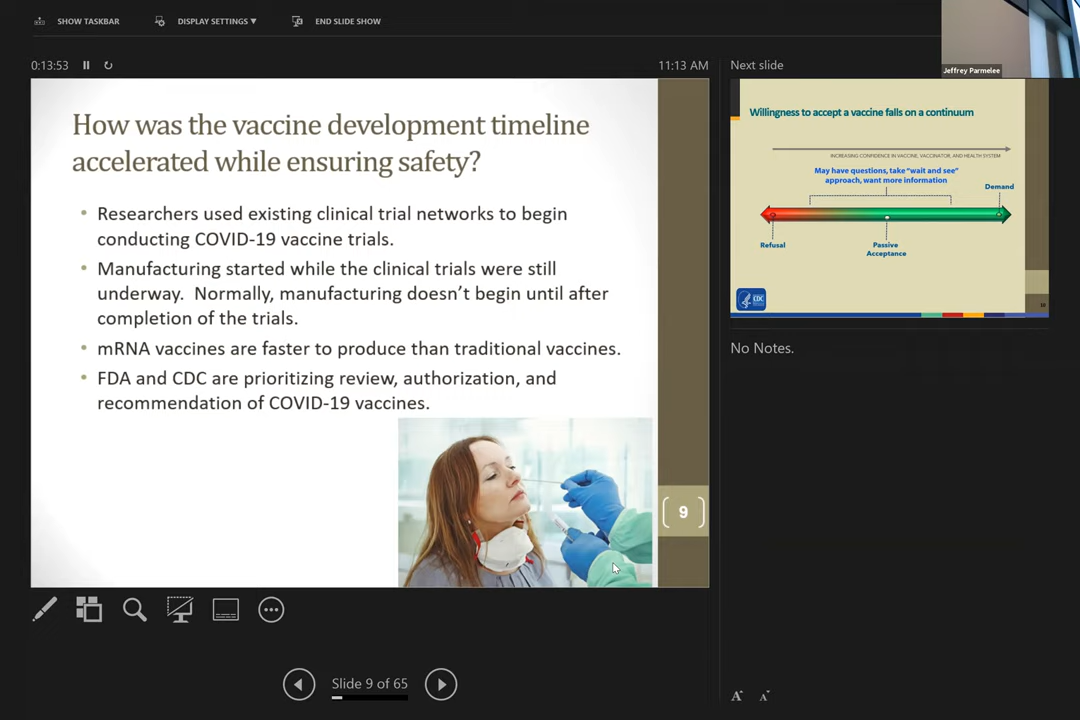 SHOW TASKBAR
DISPLAY SETTINGS ▼
END SLIDE SHOW
0:13:53
11:13 AM
Next slide
Jeffrey Parmelee
How was the vaccine development timeline
accelerated while ensuring safety?
• Researchers used existing clinical trial networks to begin
conducting COVID-19 vaccine trials.
• Manufacturing started while the clinical trials were still
underway. Normally, manufacturing doesn't begin until after
completion of the trials.
• mRNA vaccines are faster to produce than traditional vaccines.
• FDA and CDC are prioritizing review, authorization, and
recommendation of COVID-19 vaccines.
9
Willingness to accept a vaccine falls on a continuum
INCREASING CONFIDENCE IN VACCINE, VACCINATOR, AND HEALTH SYSTEM
May have questions, take "wait and see"
approach, want more information
Demand
Refusal
Passive
Acceptance
CDC
10
No Notes.
Slide 9 of 65
A A